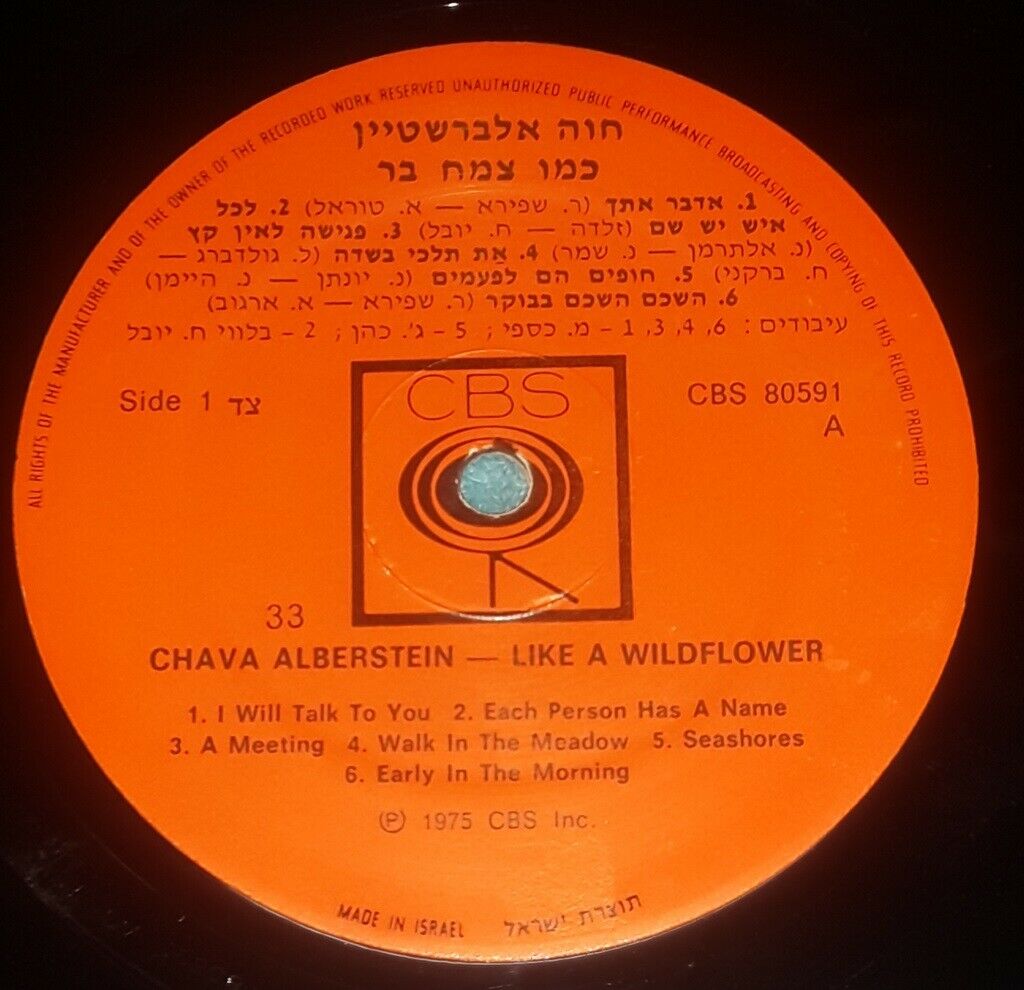 ALL RIGHTS OF THE MANUFACTURER AND OF THE OWNER OF THE RECORDED WORK RESERVED UNAUTHORIZED PUBLIC PERFORMANCE BROADCASTING AND COPYING OF THIS RECORD PROHIBITED
חוה אלברשטיין
כמו צמח בר
1. אדבר אתך (ר. שפירא — א. טוראל) 2. לכל
איש יש שם (זלדה — ח. יובל) 3. פגישה לאין קץ
(נ. אלתרמן — נ. שמר) 4. את תלכי בשדה (ל. גולדברג —
ח. ברקני) 5. חופים הם לפעמים (נ. יונתן — נ. היימן)
6. השכם השכם בבוקר (ר. שפירא — א. ארגוב)
עיבודים: 6, 4, 3, 1 - מ. כספי; 5 - ג'. כהן; 2 - בלווי ח. יובל
Side 1 צד
CBS 80591
A
CBS
33
CHAVA ALBERSTEIN — LIKE A WILDFLOWER
1. I Will Talk To You 2. Each Person Has A Name
3. A Meeting 4. Walk In The Meadow 5. Seashores
6. Early In The Morning
℗ 1975 CBS Inc.
MADE IN ISRAEL תוצרת ישראל